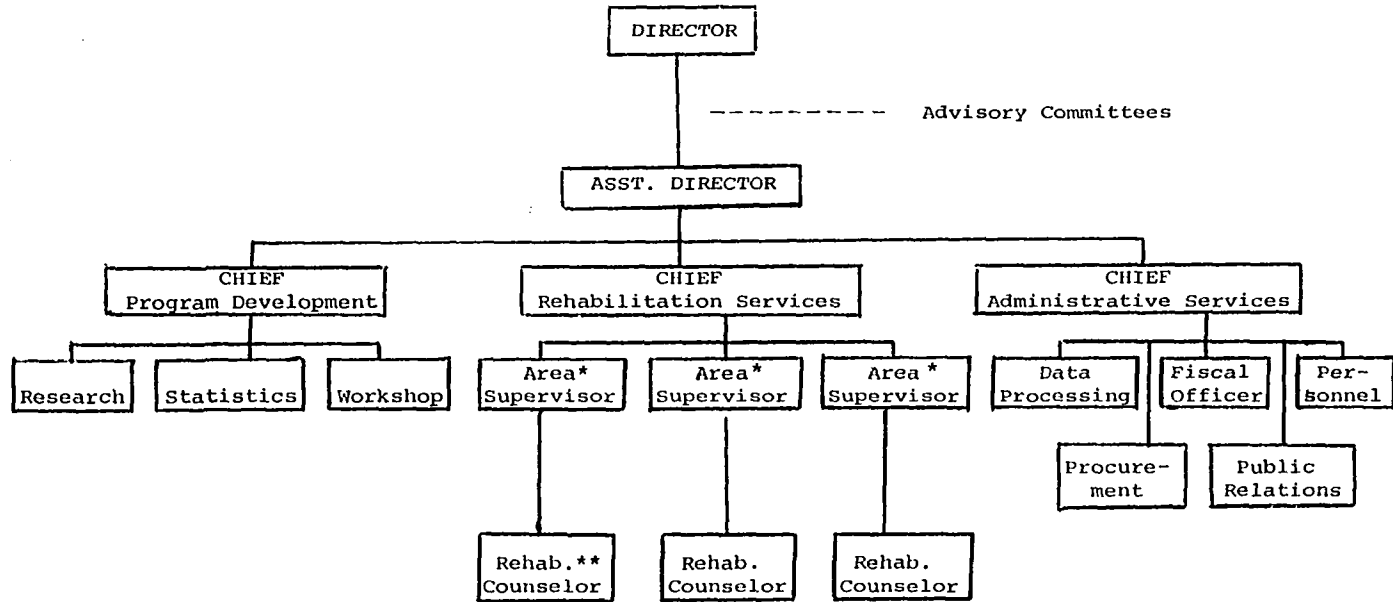 DIRECTOR
Advisory Committees
ASST. DIRECTOR
CHIEF
Program Development
CHIEF
Rehabilitation Services
CHIEF
Administrative Services
Research
Statistics
Workshop
Area*
Supervisor
Area*
Supervisor
Area *
Supervisor
Data
Processing
Fiscal
Officer
Per-
sonnel
Procure-
ment
Public
Relations
Rehab.**
Counselor
Rehab.
Counselor
Rehab.
Counselor